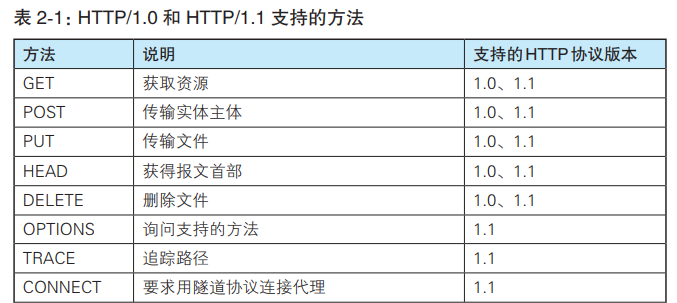 表 2-1：HTTP/1.0 和 HTTP/1.1 支持的方法
方法 说明 支持的HTTP协议版本
GET 获取资源 1.0、1.1
POST 传输实体主体 1.0、1.1
PUT 传输文件 1.0、1.1
HEAD 获得报文首部 1.0、1.1
DELETE 删除文件 1.0、1.1
OPTIONS 询问支持的方法 1.1
TRACE 追踪路径 1.1
CONNECT 要求用隧道协议连接代理 1.1